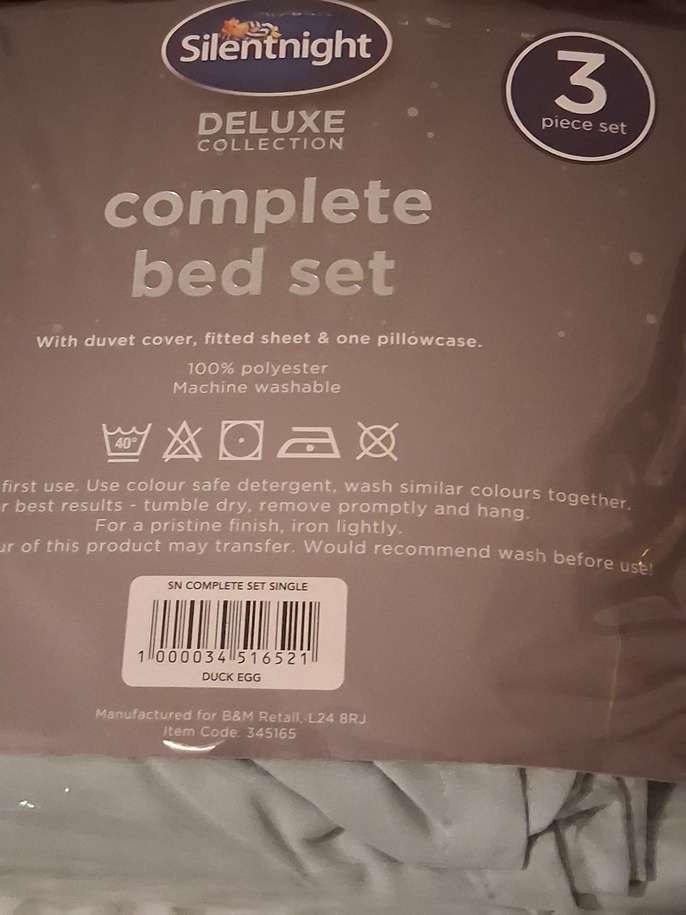 Silentnight
3
piece set
DELUXE
COLLECTION
complete
bed set
With duvet cover, fitted sheet & one pillowcase.
100% polyester
Machine washable
40°
first use. Use colour safe detergent, wash similar colours together.
r best results - tumble dry, remove promptly and hang.
For a pristine finish, iron lightly.
ur of this product may transfer. Would recommend wash before use!
SN COMPLETE SET SINGLE
1 000034 516521
DUCK EGG
Manufactured for B&M Retail, L24 8RJ
Item Code. 345165